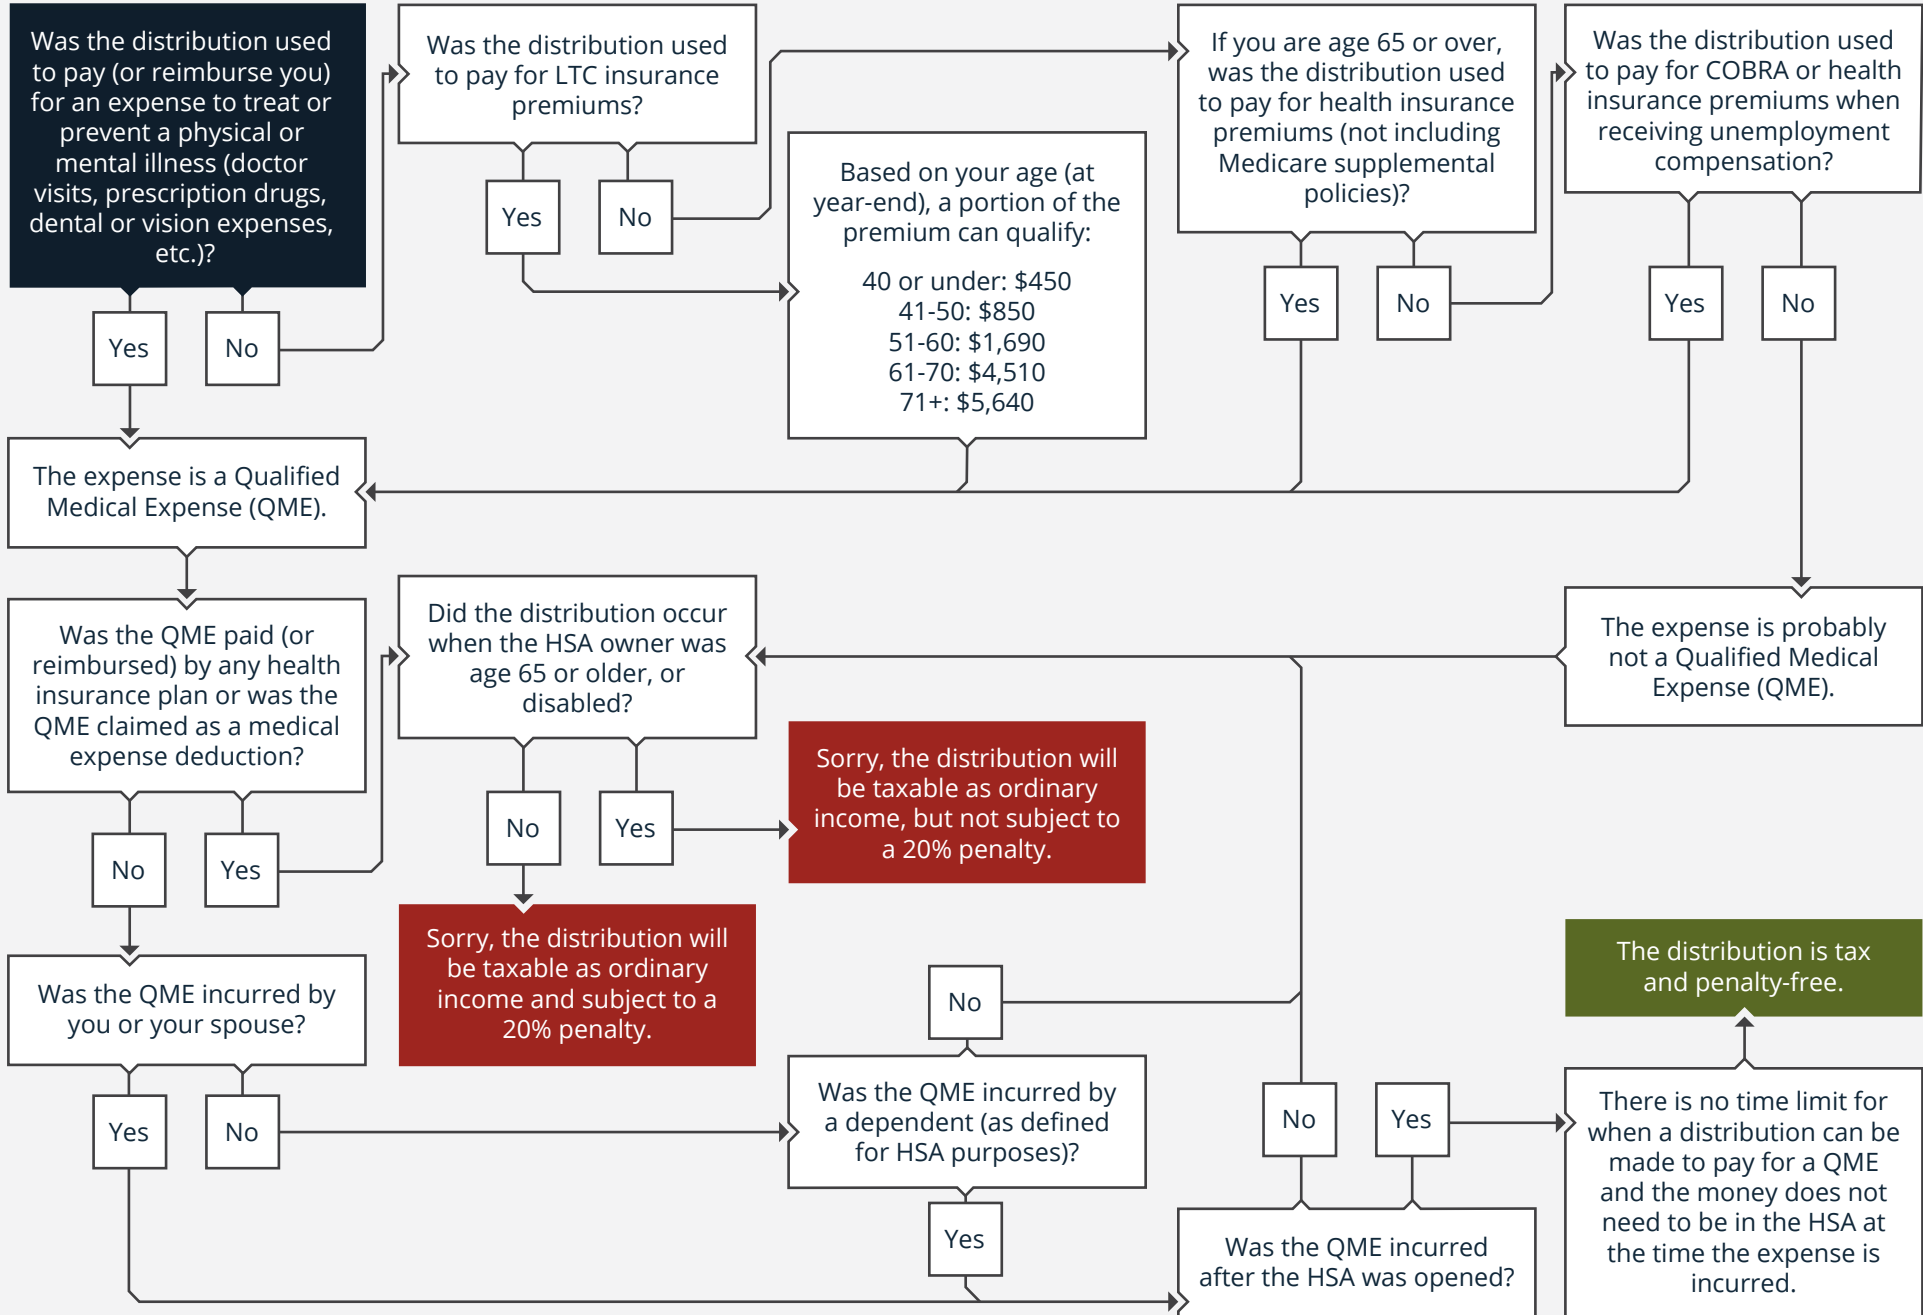 Was the distribution used
to pay (or reimburse you)
for an expense to treat or
prevent a physical or
mental illness (doctor
visits, prescription drugs,
dental or vision expenses,
etc.)?
Yes
No
Was the distribution used
to pay for LTC insurance
premiums?
Yes
No
Based on your age (at
year-end), a portion of the
premium can qualify:
40 or under: $450
41-50: $850
51-60: $1,690
61-70: $4,510
71+: $5,640
If you are age 65 or over,
was the distribution used
to pay for health insurance
premiums (not including
Medicare supplemental
policies)?
Yes
No
Was the distribution used
to pay for COBRA or health
insurance premiums when
receiving unemployment
compensation?
Yes
No
The expense is a Qualified
Medical Expense (QME).
Was the QME paid (or
reimbursed) by any health
insurance plan or was the
QME claimed as a medical
expense deduction?
No
Yes
Did the distribution occur
when the HSA owner was
age 65 or older, or
disabled?
No
Yes
Sorry, the distribution will
be taxable as ordinary
income, but not subject to
a 20% penalty.
Sorry, the distribution will
be taxable as ordinary
income and subject to a
20% penalty.
The expense is probably
not a Qualified Medical
Expense (QME).
Was the QME incurred by
you or your spouse?
Yes
No
No
Was the QME incurred by
a dependent (as defined
for HSA purposes)?
Yes
No
Yes
Was the QME incurred
after the HSA was opened?
The distribution is tax
and penalty-free.
There is no time limit for
when a distribution can be
made to pay for a QME
and the money does not
need to be in the HSA at
the time the expense is
incurred.